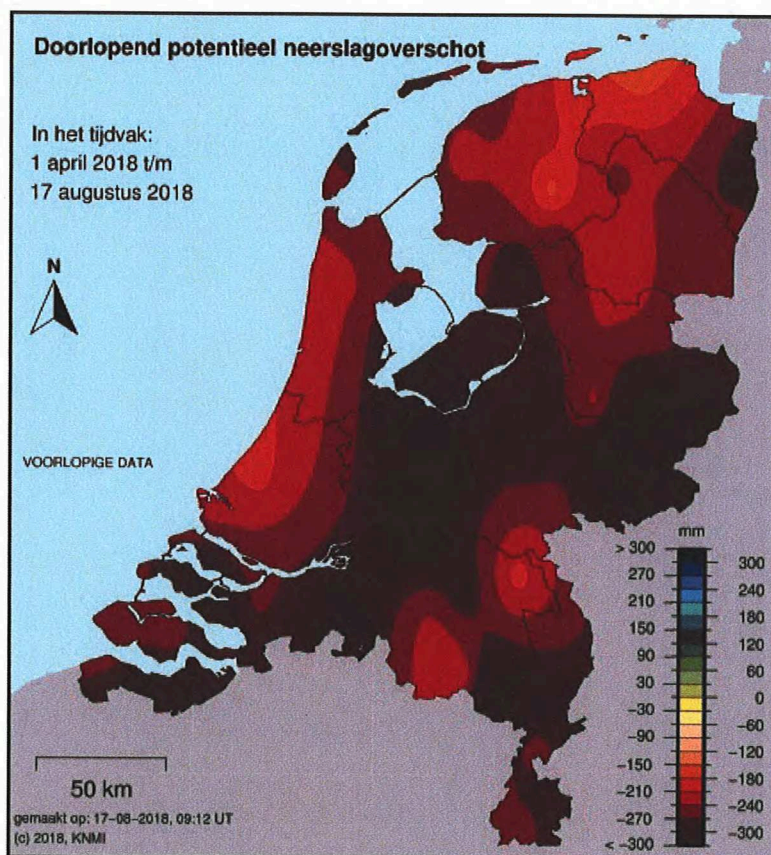 Doorlopend potentieel neerslagoverschot
In het tijdvak:
1 april 2018 t/m
17 augustus 2018
N
VOORLOPIGE DATA
mm
> 300
300
270
240
210
180
150
120
90
60
30
0
-30
-60
-90
-120
-150
-180
-210
-240
-270
-300
< -300
50 km
gemaakt op: 17-08-2018, 09:12 UT
(c) 2018, KNMI